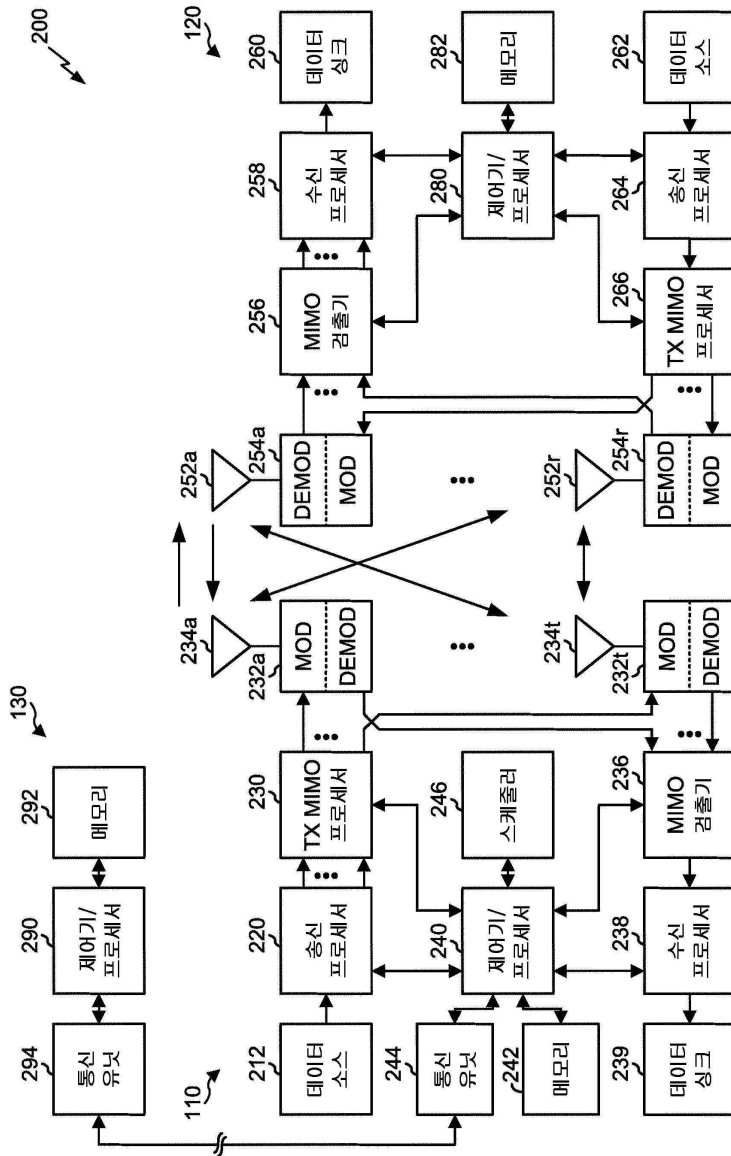 200
130
294
통신
유닛
290
제어기/
프로세서
292
메모리
110
212
데이터
소스
220
송신
프로세서
230
TX MIMO
프로세서
232a
MOD
DEMOD
234a
244
통신
유닛
242
메모리
240
제어기/
프로세서
246
스케줄러
239
데이터
싱크
238
수신
프로세서
236
MIMO
검출기
232t
MOD
DEMOD
234t
120
252a
254a
DEMOD
MOD
256
MIMO
검출기
258
수신
프로세서
260
데이터
싱크
280
제어기/
프로세서
282
메모리
252r
254r
DEMOD
MOD
266
TX MIMO
프로세서
264
송신
프로세서
262
데이터
소스